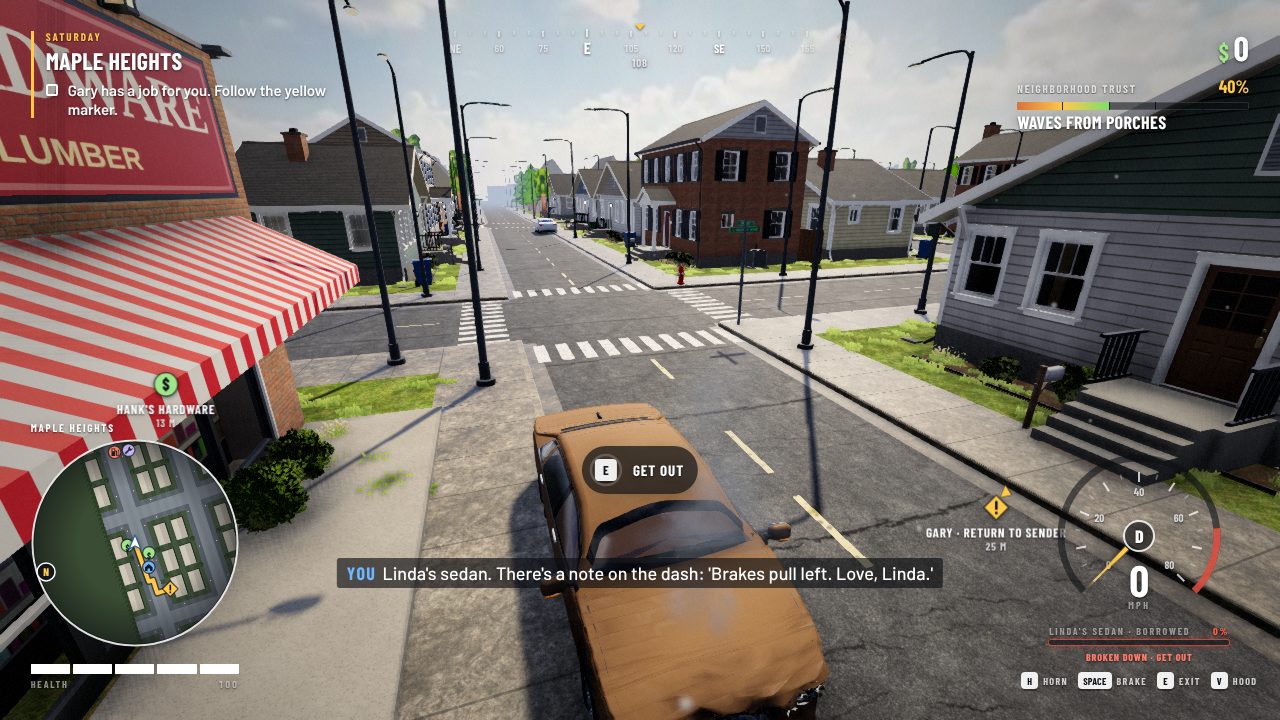 SATURDAY
MAPLE HEIGHTS
Gary has a job for you. Follow the yellow
marker.
NE 60 75 E 105 120 SE 150 165
108
$ 0
NEIGHBORHOOD TRUST 40%
WAVES FROM PORCHES
WARE
LUMBER
$
HANK'S HARDWARE
13 M
MAPLE HEIGHTS
N
HEALTH 100
E GET OUT
YOU Linda's sedan. There's a note on the dash: 'Brakes pull left. Love, Linda.'
GARY · RETURN TO SENDER
25 M
0 20 40 60 80
D
0
MPH
LINDA'S SEDAN · BORROWED 0%
BROKEN DOWN · GET OUT
H HORN SPACE BRAKE E EXIT V HOOD